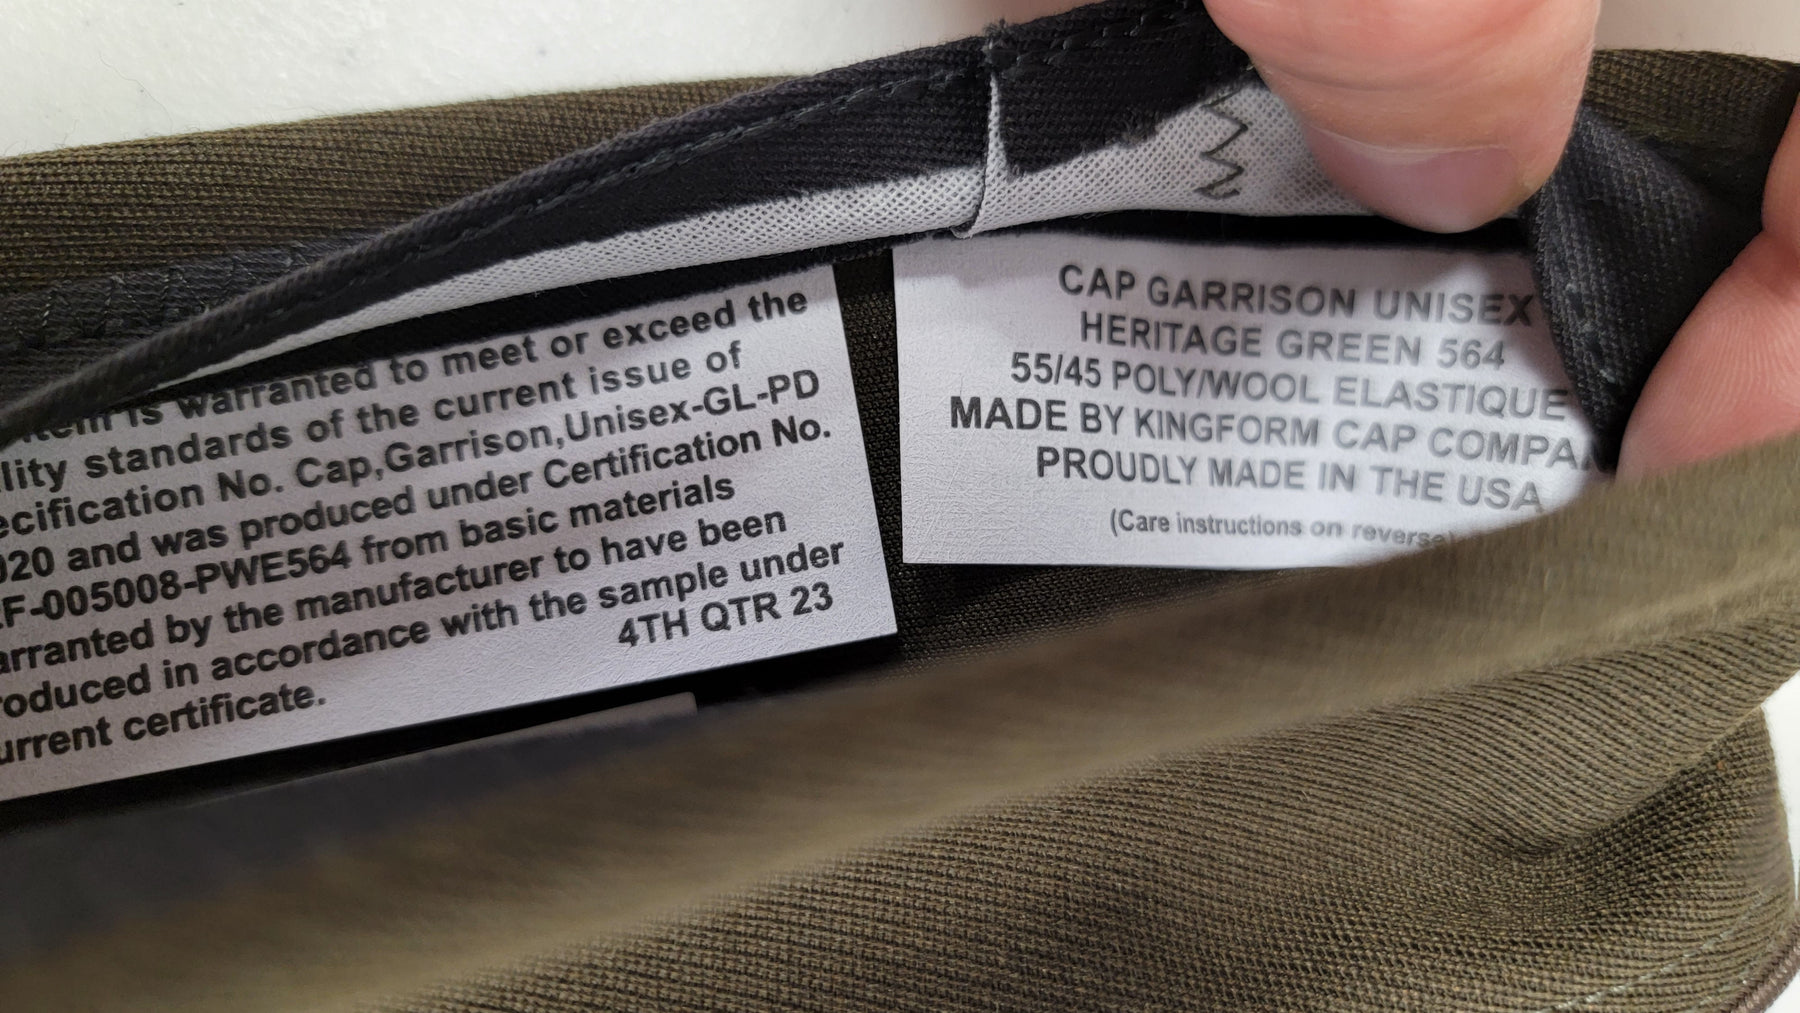 is warranted to meet or exceed the
lity standards of the current issue of
ecification No. Cap,Garrison,Unisex-GL-PD
020 and was produced under Certification No.
F-005008-PWE564 from basic materials
arranted by the manufacturer to have been
roduced in accordance with the sample under
urrent certificate.
4TH QTR 23
CAP GARRISON UNISEX
HERITAGE GREEN 564
55/45 POLY/WOOL ELASTIQUE
MADE BY KINGFORM CAP COMPA
PROUDLY MADE IN THE USA
(Care instructions on reverse)